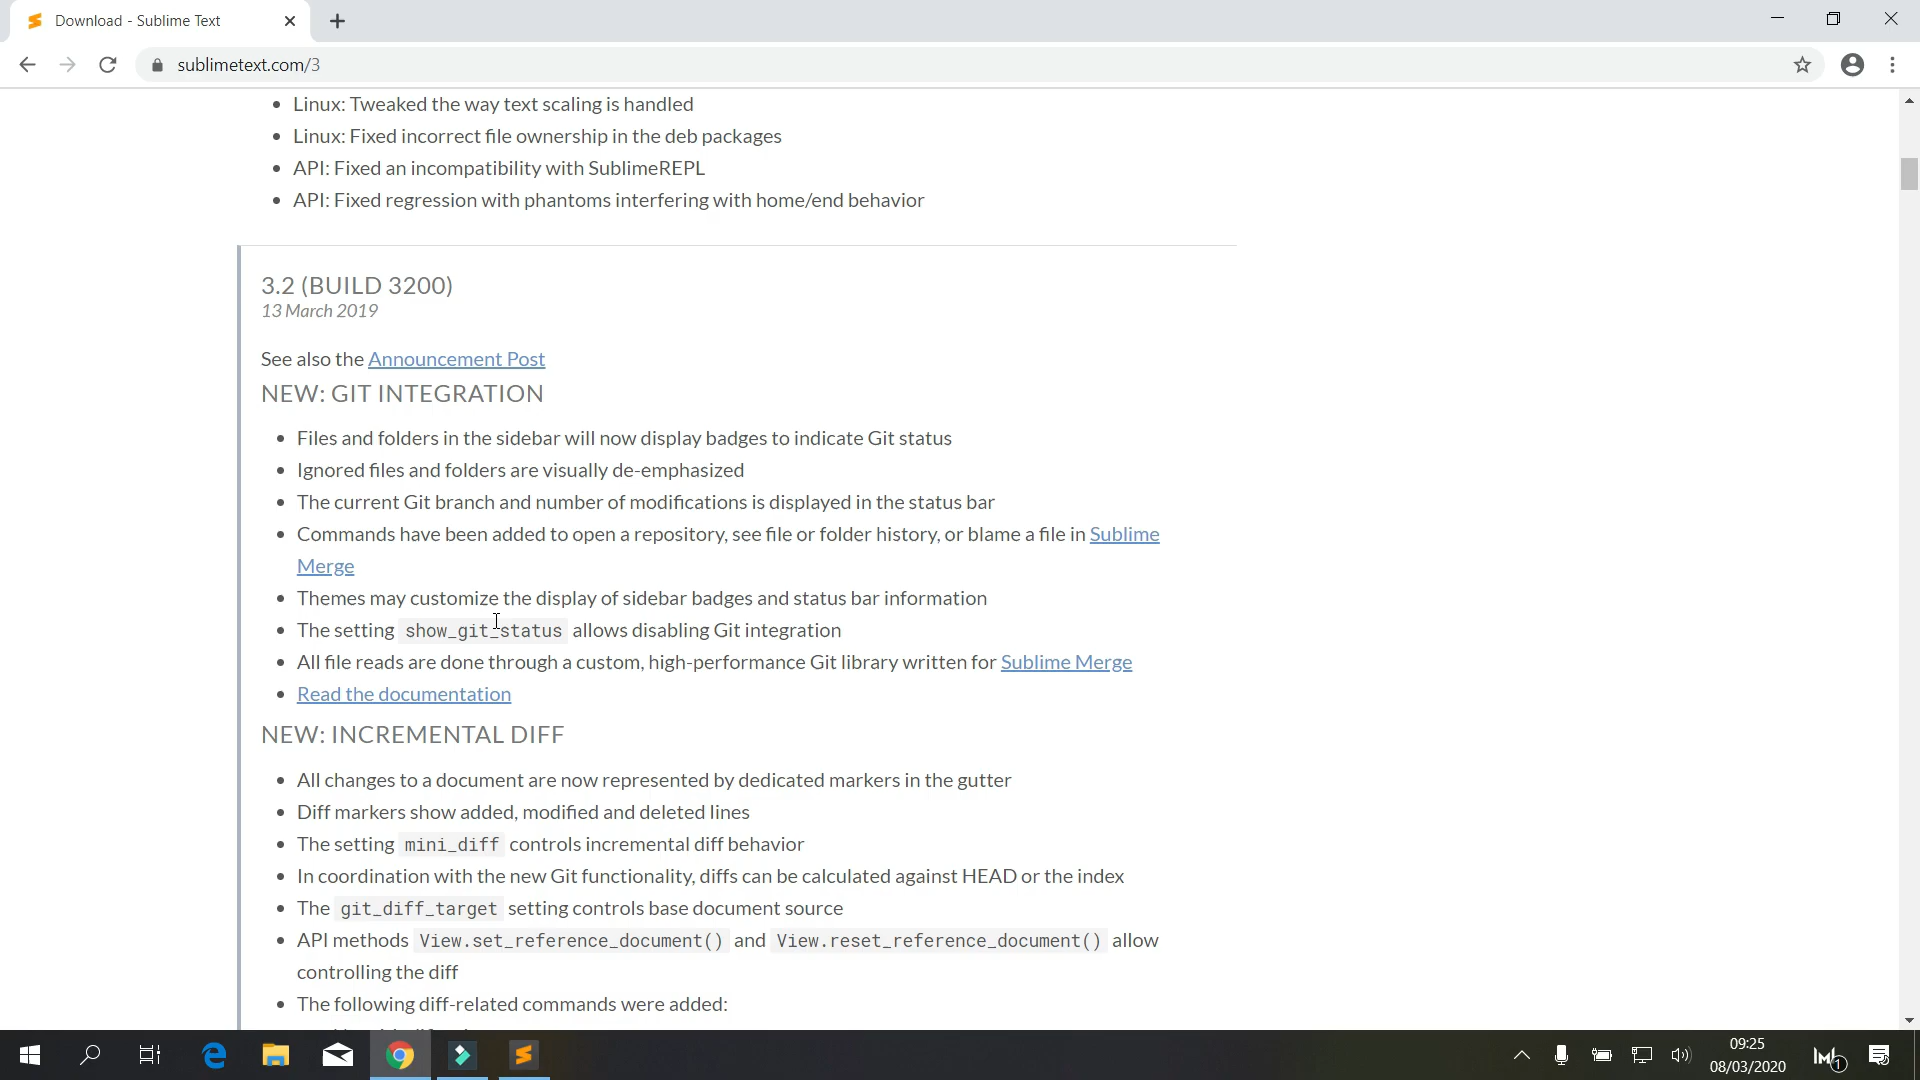 Download - Sublime Text
sublimetext.com/3
Linux: Tweaked the way text scaling is handled
Linux: Fixed incorrect file ownership in the deb packages
API: Fixed an incompatibility with SublimeREPL
API: Fixed regression with phantoms interfering with home/end behavior
3.2 (BUILD 3200)
13 March 2019
See also the Announcement Post
NEW: GIT INTEGRATION
Files and folders in the sidebar will now display badges to indicate Git status
Ignored files and folders are visually de-emphasized
The current Git branch and number of modifications is displayed in the status bar
Commands have been added to open a repository, see file or folder history, or blame a file in Sublime
Merge
Themes may customize the display of sidebar badges and status bar information
The setting show_git_status allows disabling Git integration
All file reads are done through a custom, high-performance Git library written for Sublime Merge
Read the documentation
NEW: INCREMENTAL DIFF
All changes to a document are now represented by dedicated markers in the gutter
Diff markers show added, modified and deleted lines
The setting mini_diff controls incremental diff behavior
In coordination with the new Git functionality, diffs can be calculated against HEAD or the index
The git_diff_target setting controls base document source
API methods View.set_reference_document() and View.reset_reference_document() allow
controlling the diff
The following diff-related commands were added:
09:25
08/03/2020
1